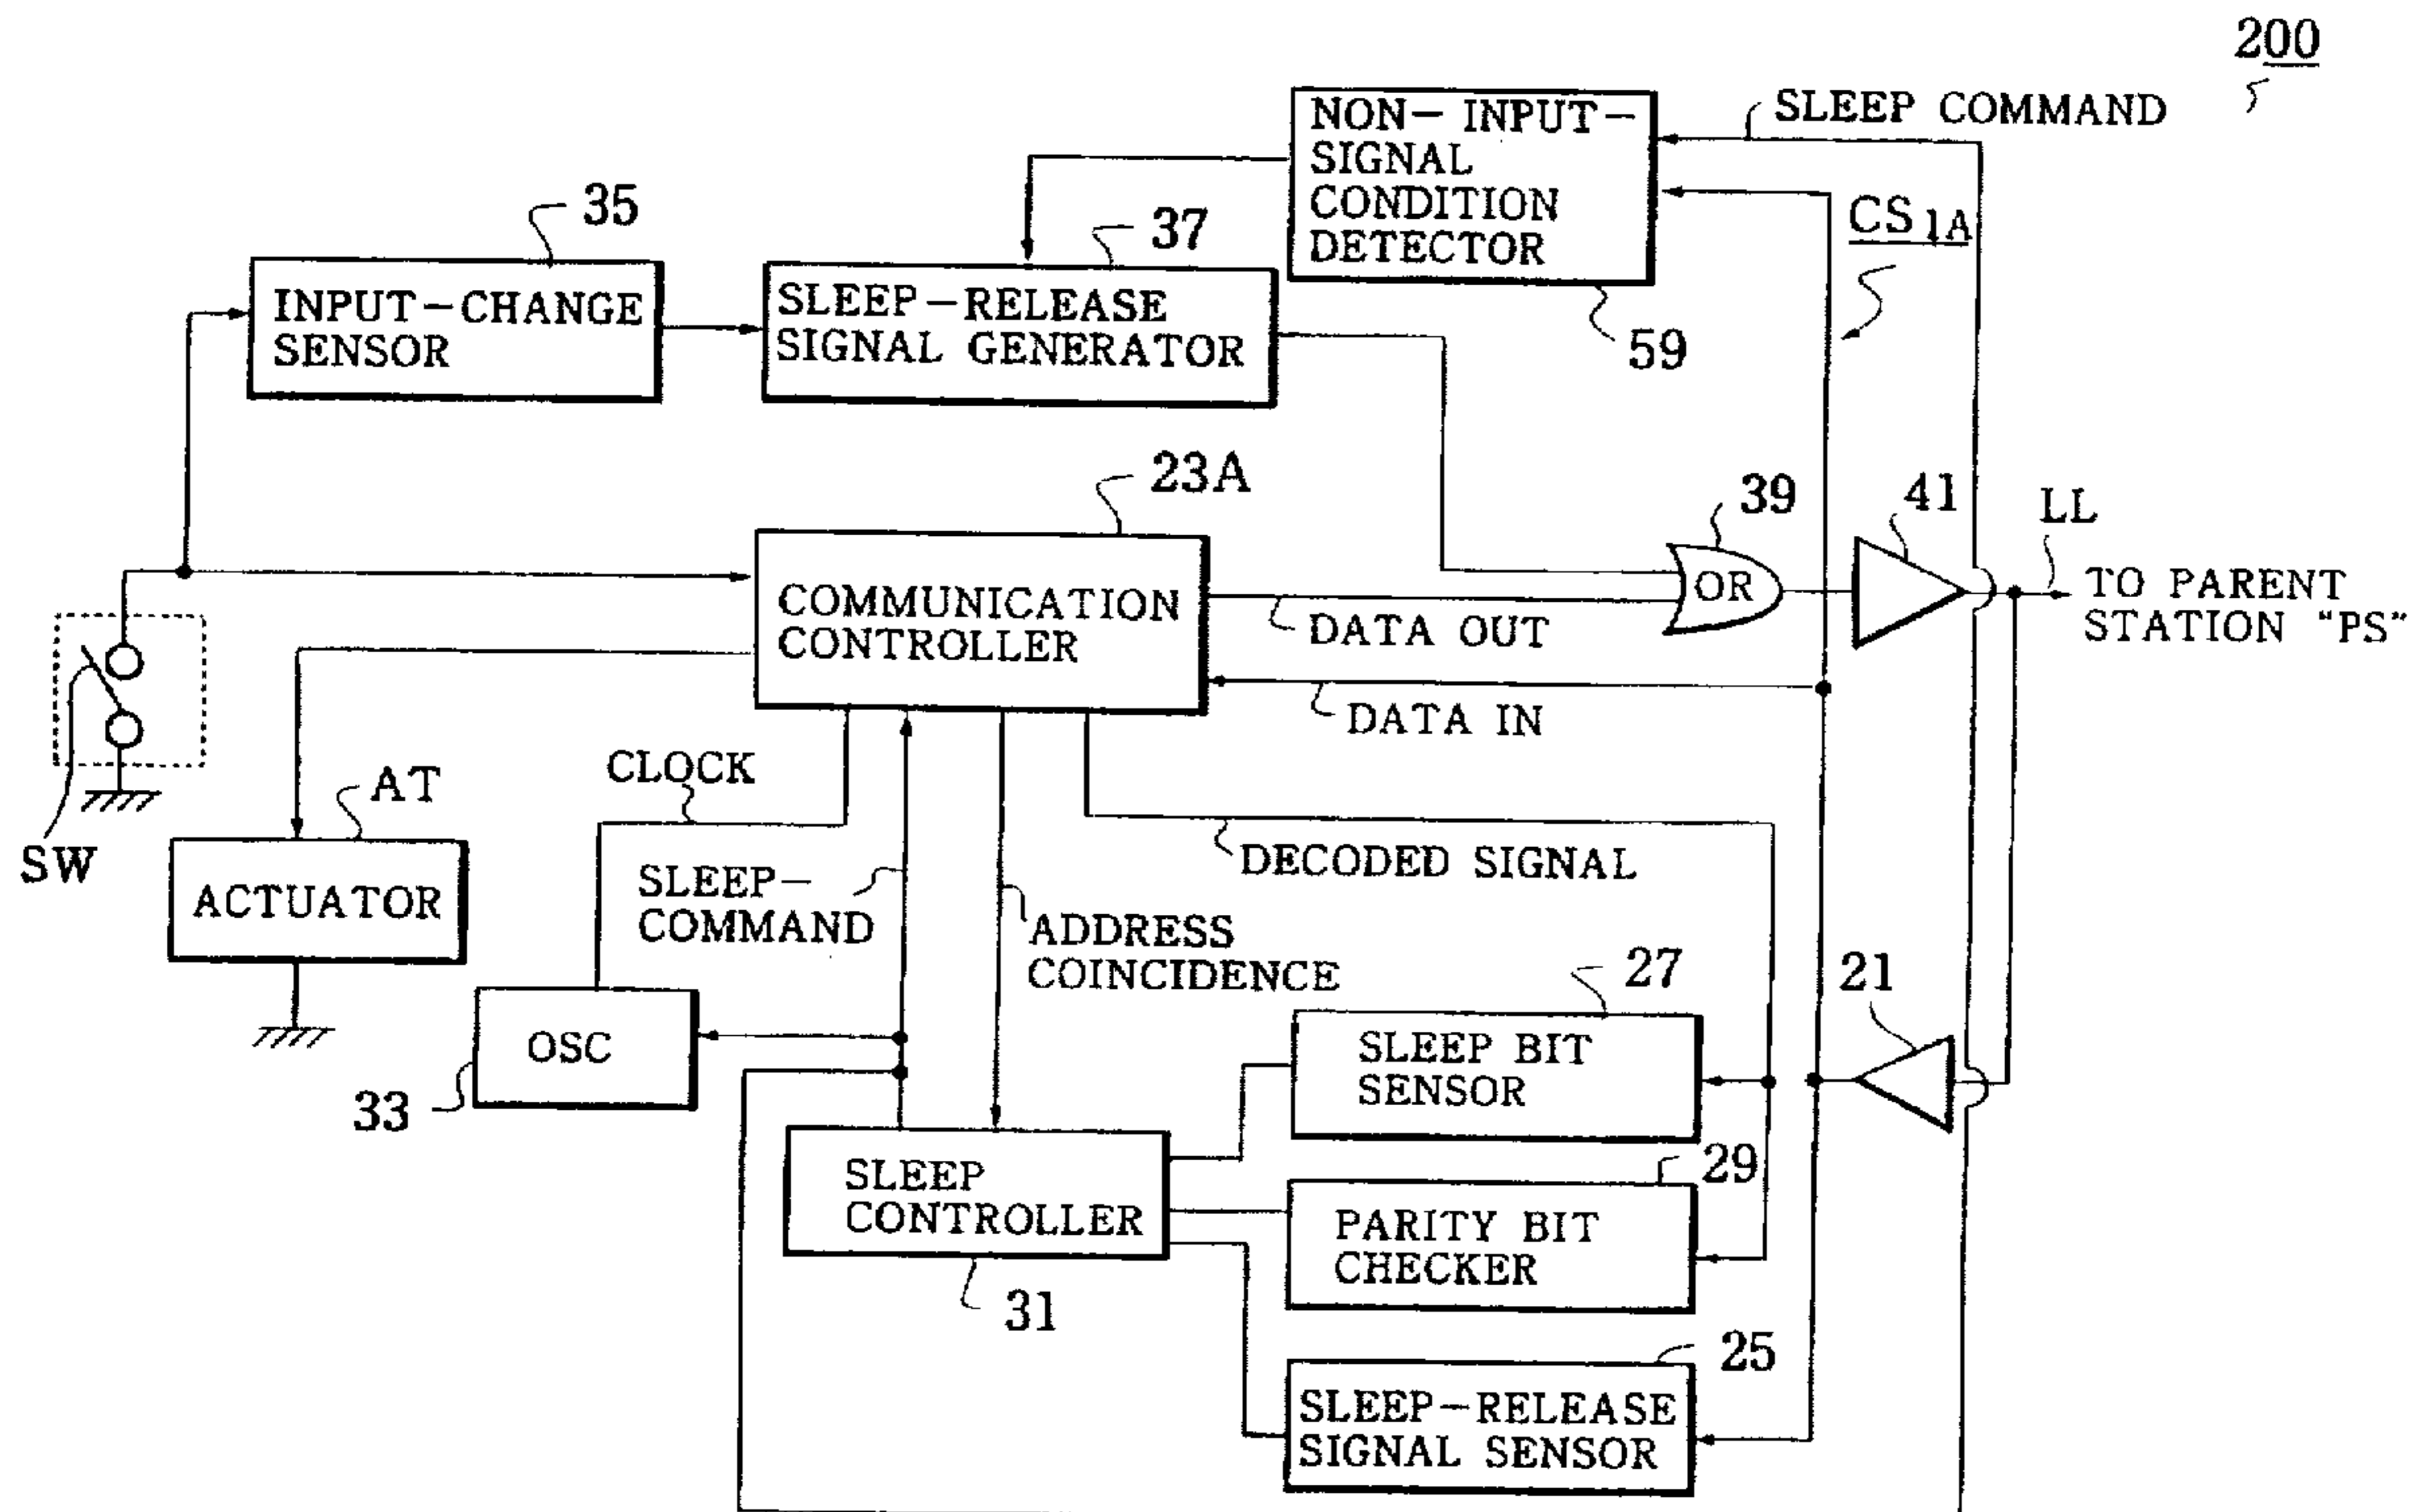 200
NON-INPUT-
SIGNAL
CONDITION
DETECTOR
SLEEP COMMAND
35
37
CS1A
INPUT-CHANGE
SENSOR
SLEEP-RELEASE
SIGNAL GENERATOR
59
23A
39
41
LL
COMMUNICATION
CONTROLLER
OR
TO PARENT
STATION "PS"
DATA OUT
DATA IN
CLOCK
AT
SW
DECODED SIGNAL
ACTUATOR
SLEEP-
COMMAND
ADDRESS
COINCIDENCE
27
21
OSC
SLEEP BIT
SENSOR
33
29
SLEEP
CONTROLLER
PARITY BIT
CHECKER
31
25
SLEEP-RELEASE
SIGNAL SENSOR